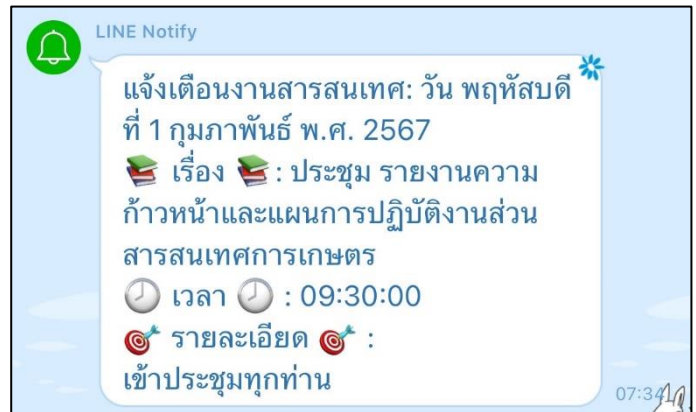 LINE Notify
แจ้งเตือนงานสารสนเทศ: วัน พฤหัสบดี
ที่ 1 กุมภาพันธ์ พ.ศ. 2567
📚 เรื่อง 📚 : ประชุม รายงานความ
ก้าวหน้าและแผนการปฏิบัติงานส่วน
สารสนเทศการเกษตร
🕗 เวลา 🕗 : 09:30:00
🎯 รายละเอียด 🎯 :
เข้าประชุมทุกท่าน
07:34